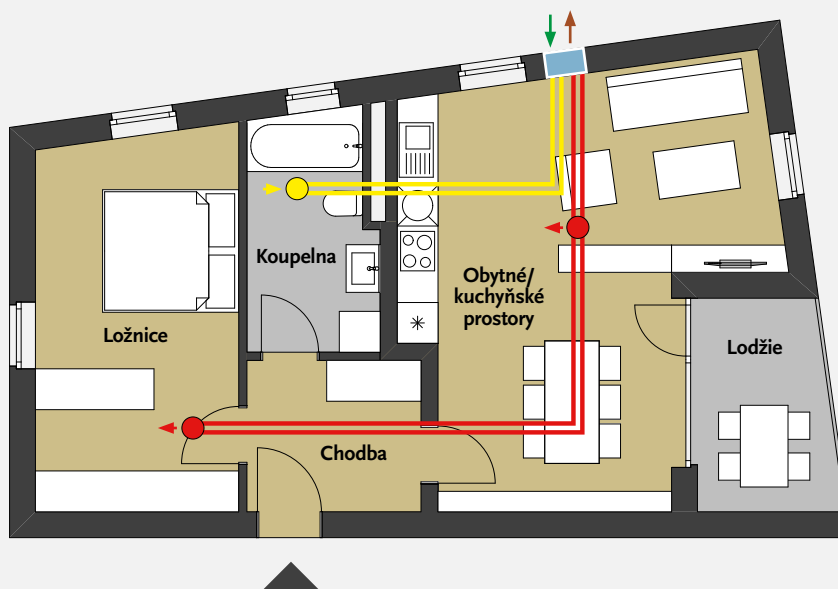 Koupelna
Obytné/
kuchyňské
prostory
Ložnice
Lodžie
Chodba